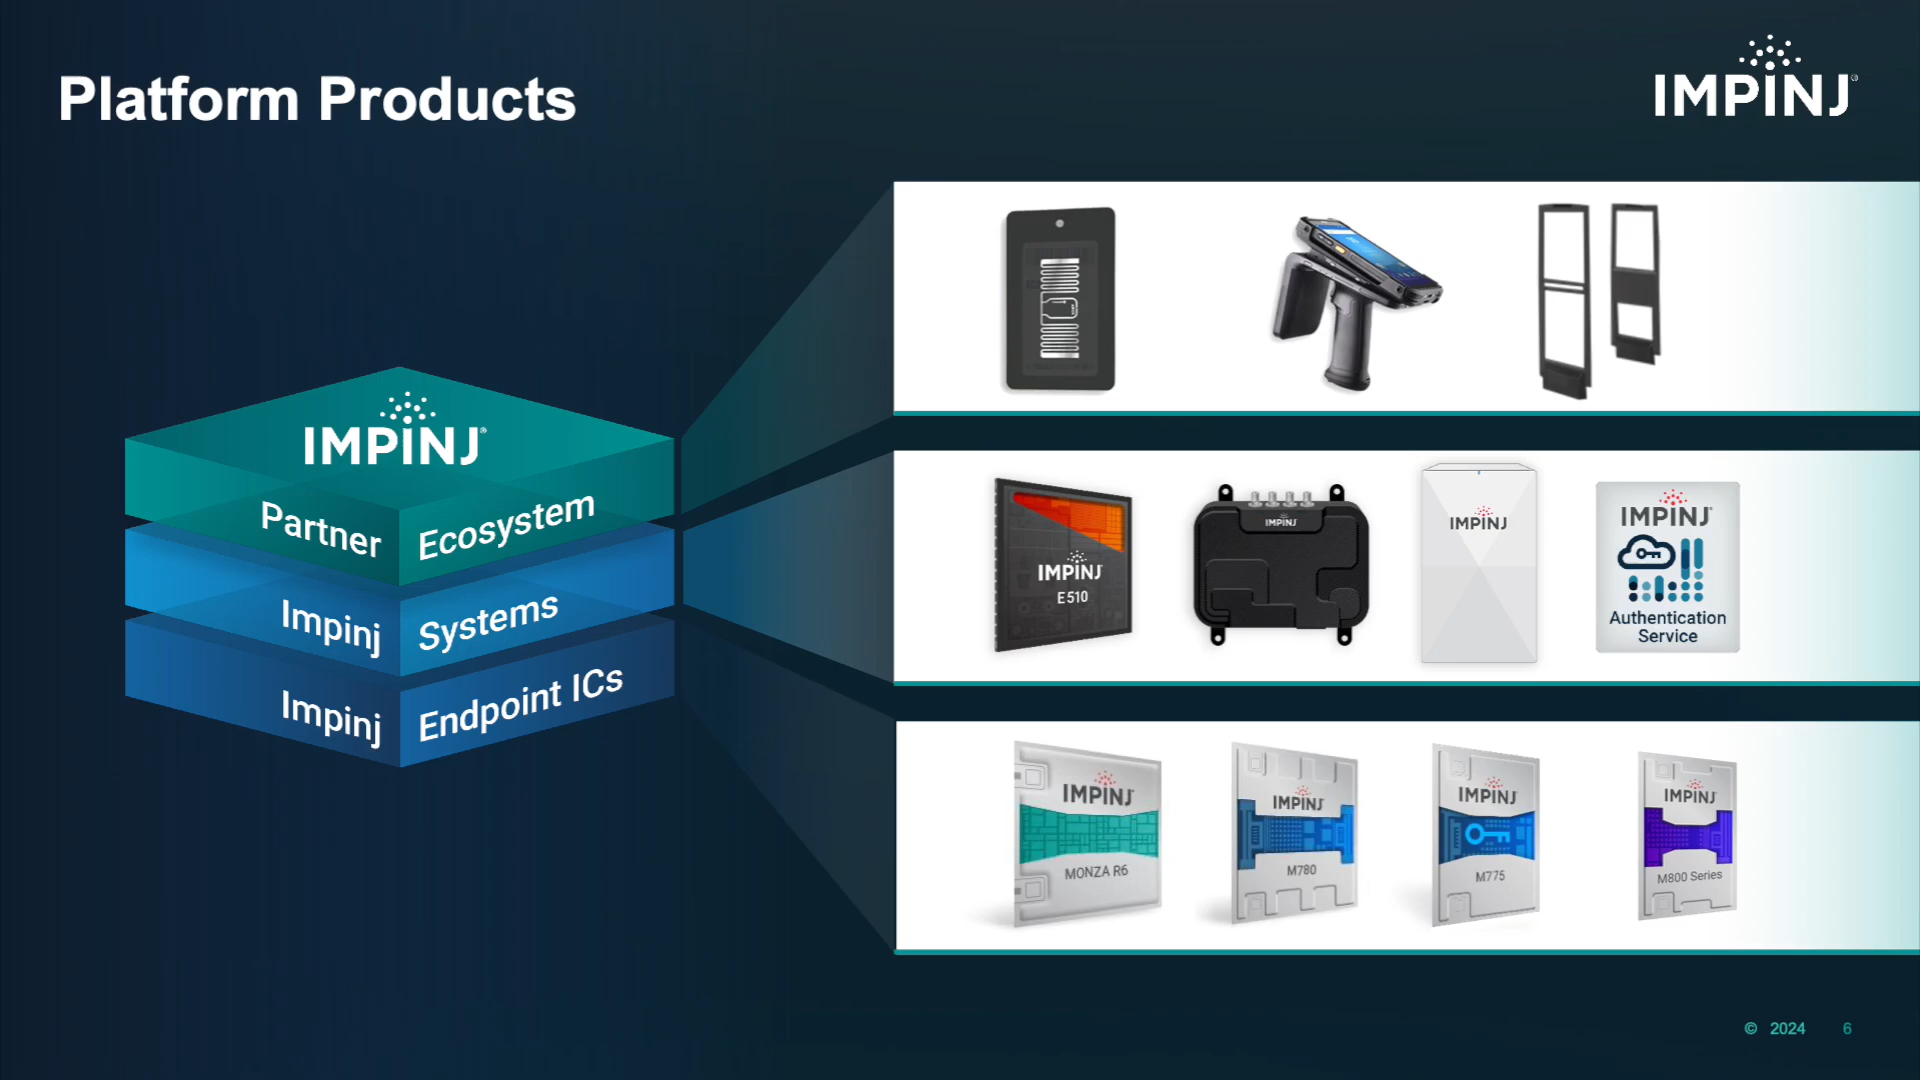 Platform Products
IMPINJ
IMPINJ
Partner Ecosystem
Impinj Systems
Impinj Endpoint ICs
IMPINJ
E510
IMPINJ
IMPINJ
IMPINJ
Authentication
Service
IMPINJ
MONZA R6
IMPINJ
M780
IMPINJ
M775
IMPINJ
M800 Series
© 2024 6